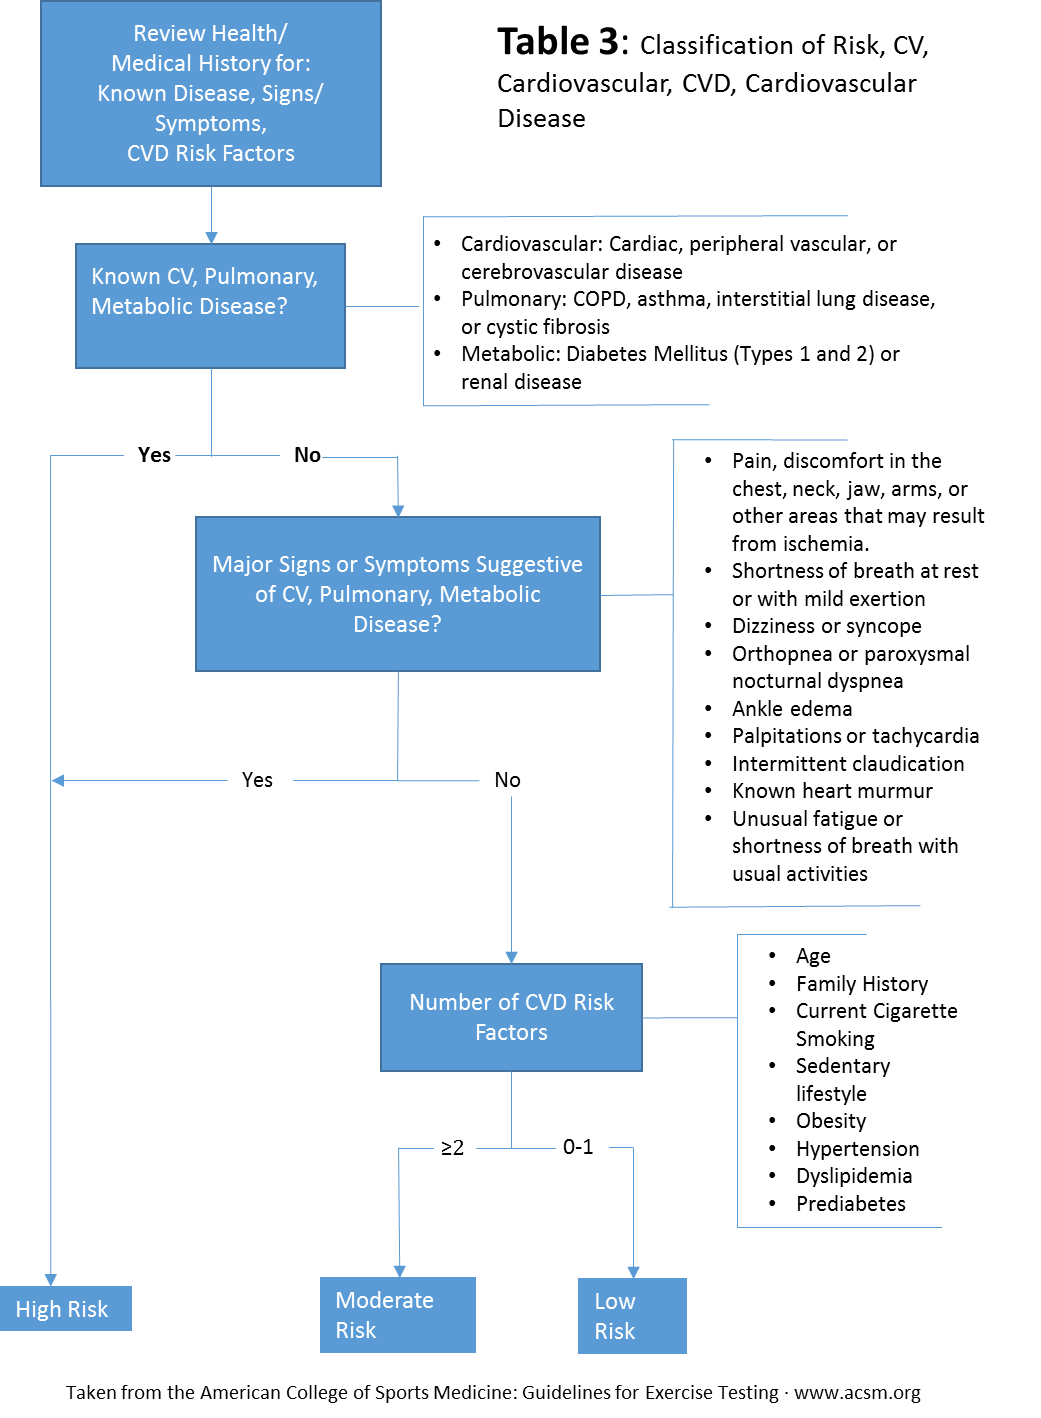 Review Health/
Medical History for:
Known Disease, Signs/
Symptoms,
CVD Risk Factors
Table 3: Classification of Risk, CV,
Cardiovascular, CVD, Cardiovascular
Disease
Known CV, Pulmonary,
Metabolic Disease?
• Cardiovascular: Cardiac, peripheral vascular, or
cerebrovascular disease
• Pulmonary: COPD, asthma, interstitial lung disease,
or cystic fibrosis
• Metabolic: Diabetes Mellitus (Types 1 and 2) or
renal disease
Yes
No
Major Signs or Symptoms Suggestive
of CV, Pulmonary, Metabolic
Disease?
• Pain, discomfort in the
chest, neck, jaw, arms, or
other areas that may result
from ischemia.
• Shortness of breath at rest
or with mild exertion
• Dizziness or syncope
• Orthopnea or paroxysmal
nocturnal dyspnea
• Ankle edema
• Palpitations or tachycardia
• Intermittent claudication
• Known heart murmur
• Unusual fatigue or
shortness of breath with
usual activities
Yes
No
Number of CVD Risk
Factors
• Age
• Family History
• Current Cigarette
Smoking
• Sedentary
lifestyle
• Obesity
• Hypertension
• Dyslipidemia
• Prediabetes
≥2
0-1
High Risk
Moderate
Risk
Low
Risk
Taken from the American College of Sports Medicine: Guidelines for Exercise Testing · www.acsm.org